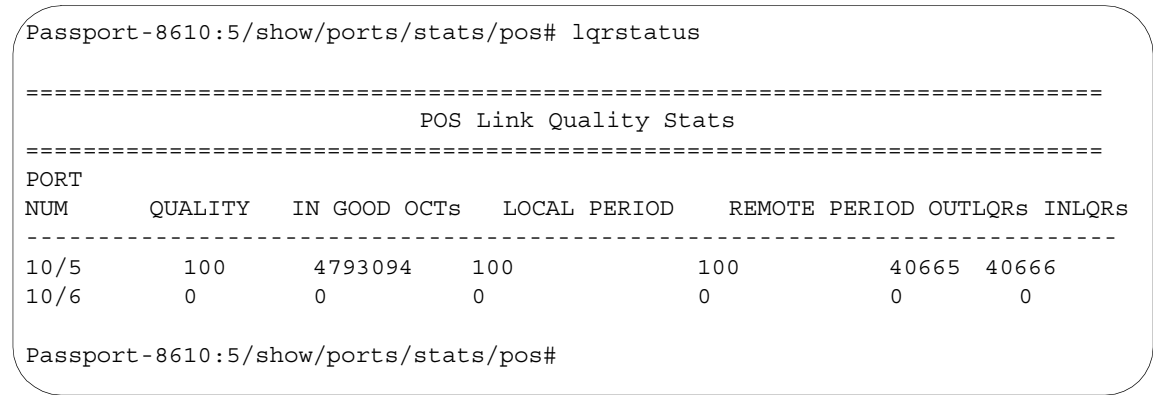 Passport-8610:5/show/ports/stats/pos# lqrstatus
===========================================================================
POS Link Quality Stats
===========================================================================
PORT
NUM QUALITY IN GOOD OCTs LOCAL PERIOD REMOTE PERIOD OUTLQRs INLQRs
----------------------------------------------------------------------------
10/5 100 4793094 100 100 40665 40666
10/6 0 0 0 0 0 0
Passport-8610:5/show/ports/stats/pos#